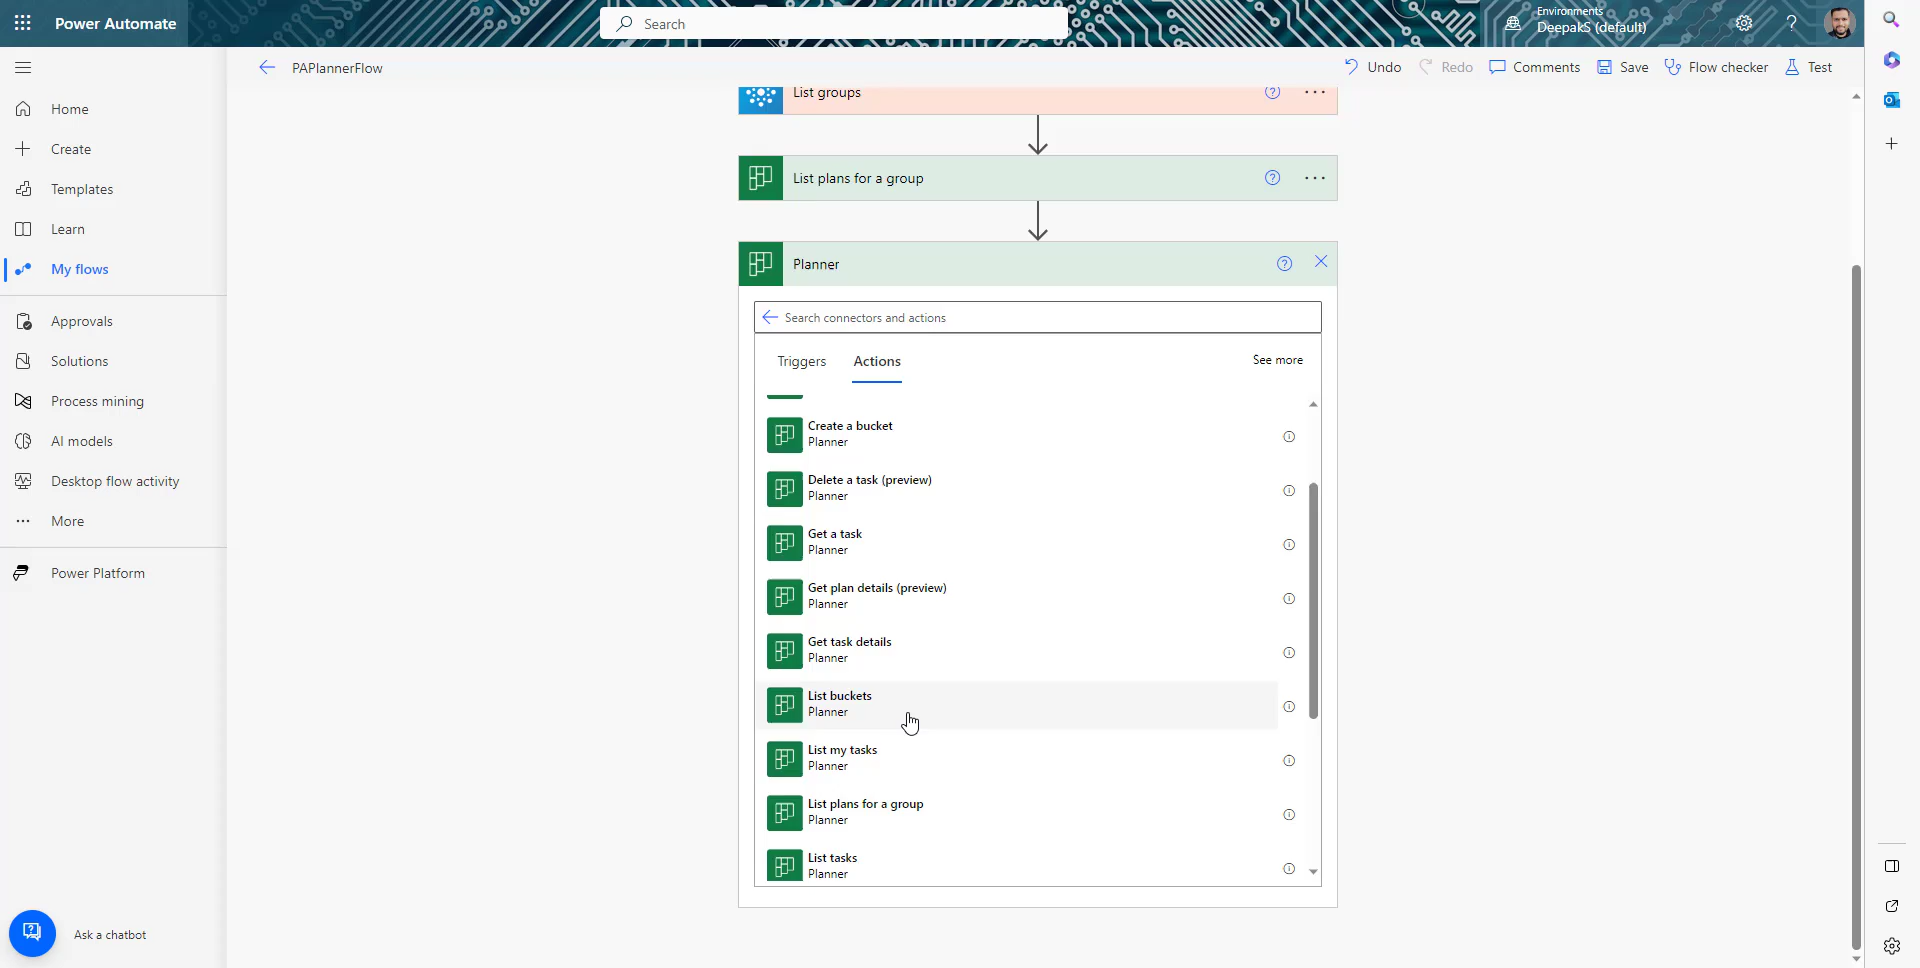 Power Automate
Search
Environments
DeepakS (default)
PAPlannerFlow
Undo
Redo
Comments
Save
Flow checker
Test
Home
Create
Templates
Learn
My flows
Approvals
Solutions
Process mining
AI models
Desktop flow activity
More
Power Platform
Ask a chatbot
List groups
List plans for a group
Planner
Search connectors and actions
Triggers
Actions
See more
Create a bucket
Planner
Delete a task (preview)
Planner
Get a task
Planner
Get plan details (preview)
Planner
Get task details
Planner
List buckets
Planner
List my tasks
Planner
List plans for a group
Planner
List tasks
Planner